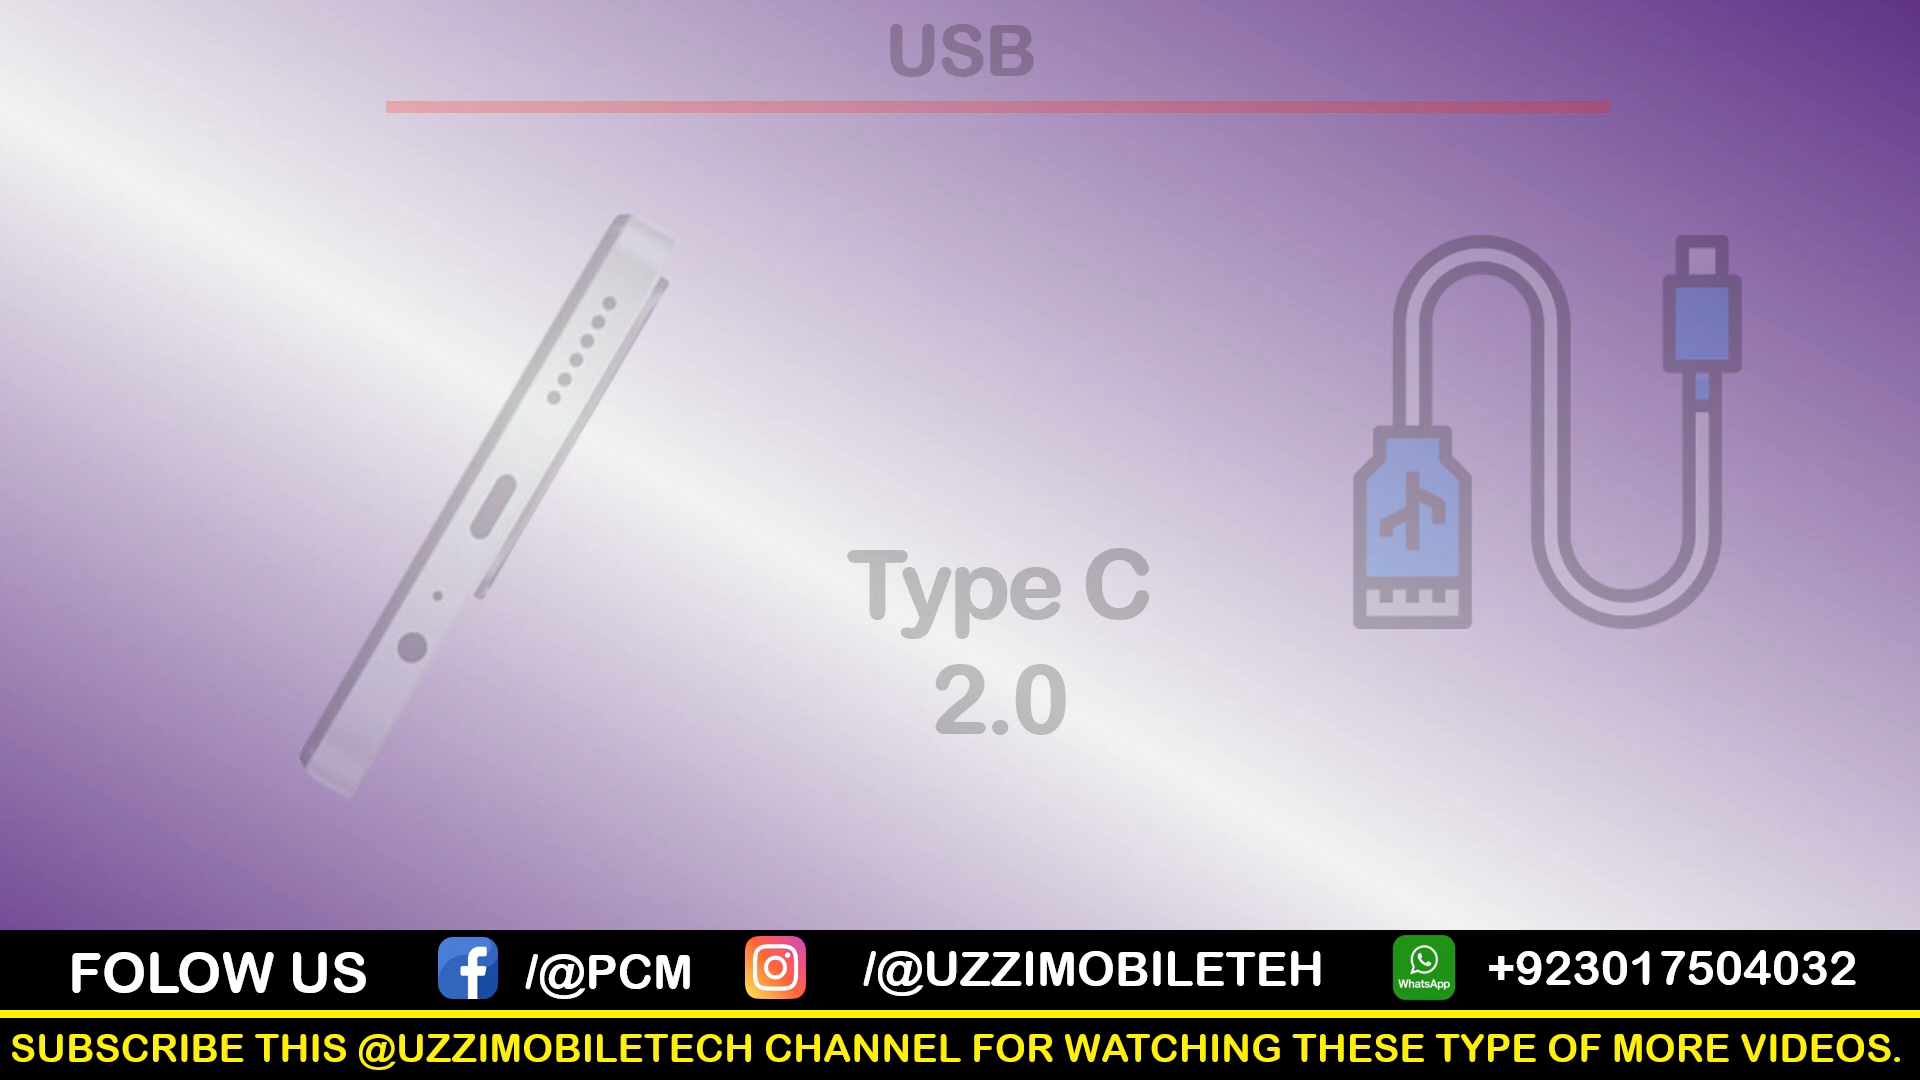 USB
Type C
2.0
FOLOW US /@PCM /@UZZIMOBILETEH WhatsApp +923017504032
SUBSCRIBE THIS @UZZIMOBILETECH CHANNEL FOR WATCHING THESE TYPE OF MORE VIDEOS.